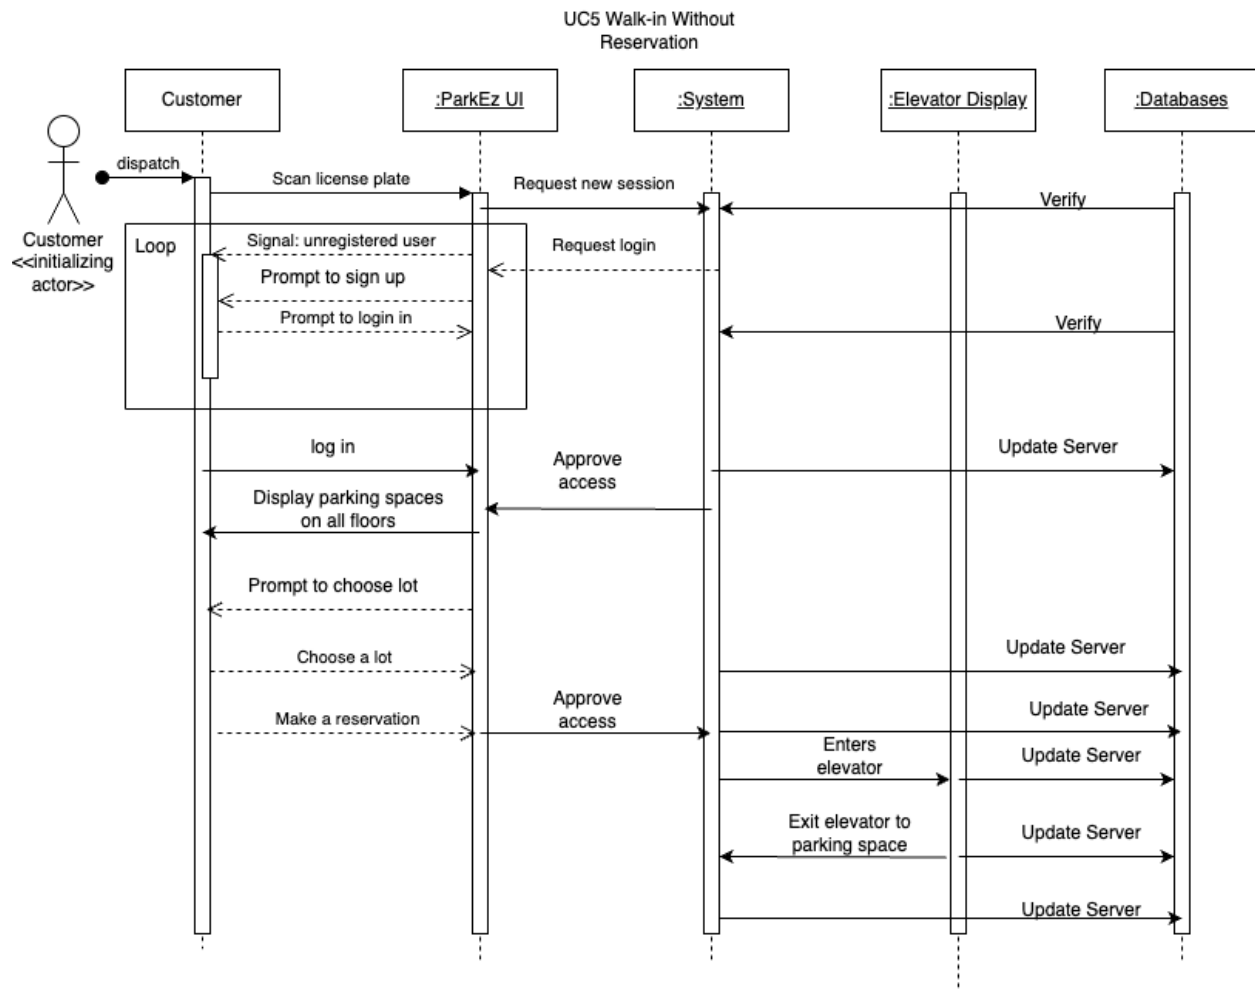 UC5 Walk-in Without
Reservation
Customer
:ParkEz UI
:System
:Elevator Display
:Databases
dispatch
Scan license plate
Request new session
Verify
Customer
<<initializing
actor>>
Loop
Signal: unregistered user
Request login
Prompt to sign up
Prompt to login in
Verify
log in
Approve
access
Update Server
Display parking spaces
on all floors
Prompt to choose lot
Choose a lot
Update Server
Make a reservation
Approve
access
Update Server
Enters
elevator
Update Server
Exit elevator to
parking space
Update Server
Update Server